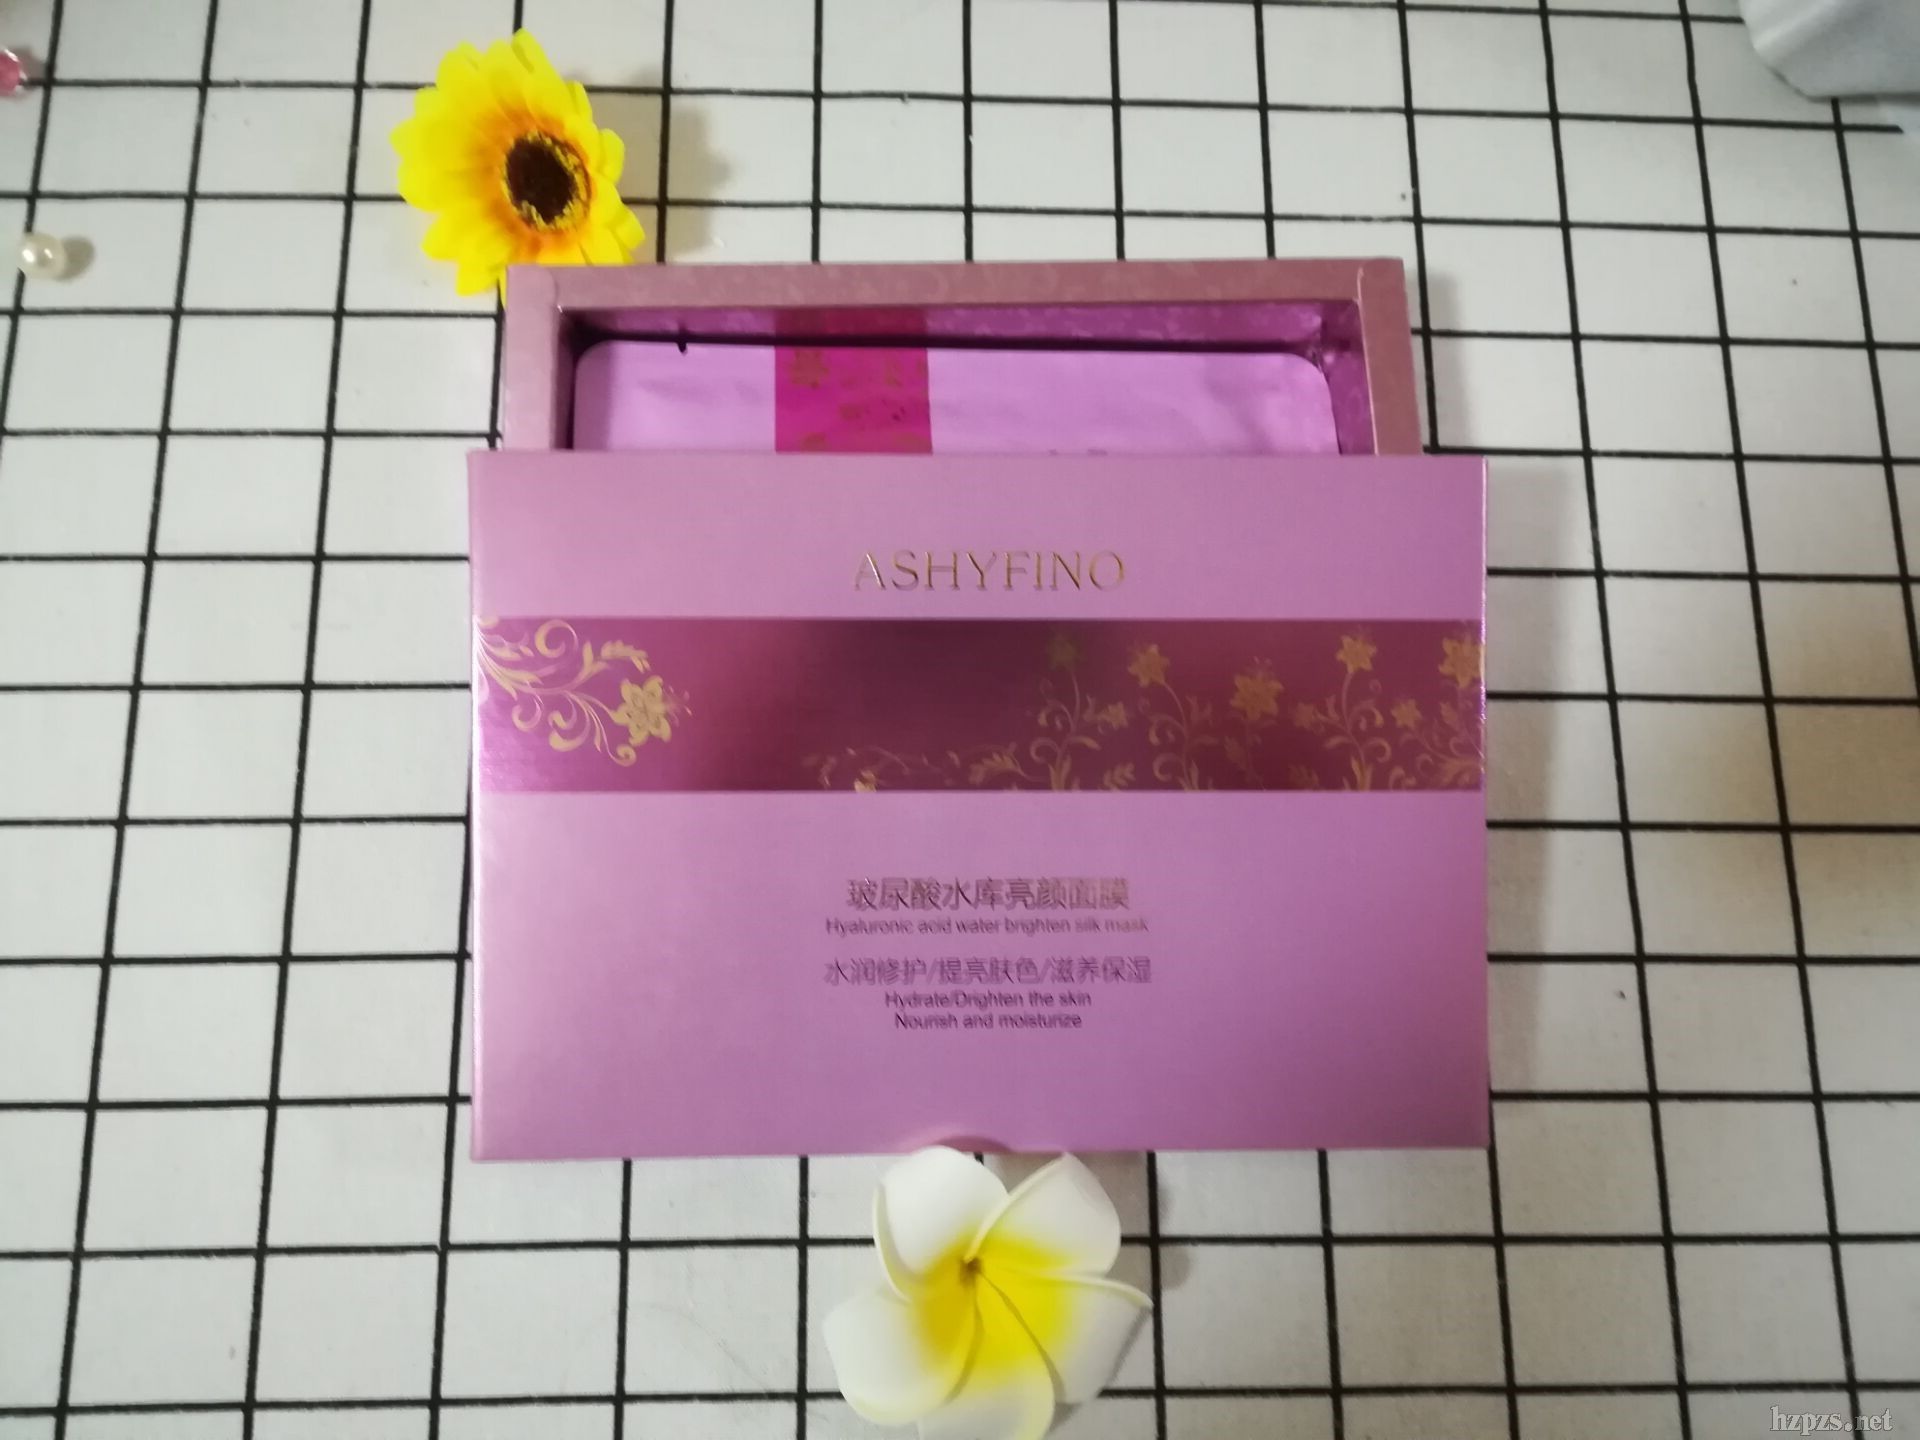 ASHYFINO
玻尿酸水库亮颜面膜
Hyaluronic acid water brighten silk mask
水润修护/提亮肤色/滋养保湿
Hydrate/Drighten the skin
Nourish and moisturize
hzpzs.net